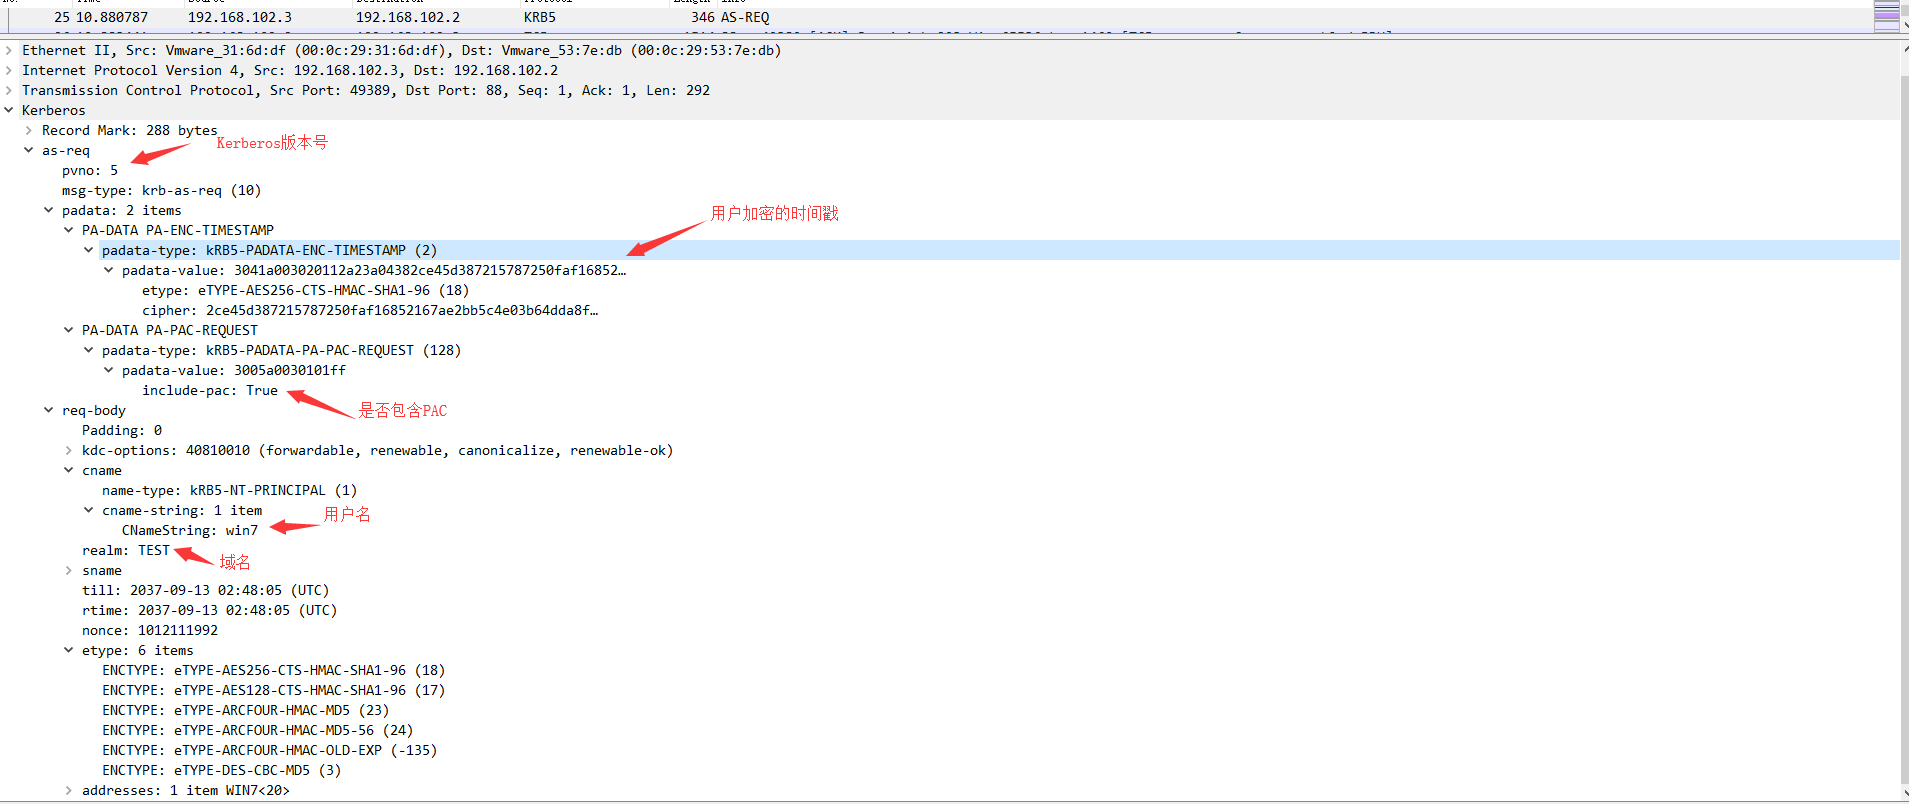 25 10.880787 192.168.102.3 192.168.102.2 KRB5 346 AS-REQ
Ethernet II, Src: Vmware_31:6d:df (00:0c:29:31:6d:df), Dst: Vmware_53:7e:db (00:0c:29:53:7e:db)
Internet Protocol Version 4, Src: 192.168.102.3, Dst: 192.168.102.2
Transmission Control Protocol, Src Port: 49389, Dst Port: 88, Seq: 1, Ack: 1, Len: 292
Kerberos
Record Mark: 288 bytes
Kerberos版本号
as-req
pvno: 5
msg-type: krb-as-req (10)
padata: 2 items
用户加密的时间戳
PA-DATA PA-ENC-TIMESTAMP
padata-type: kRB5-PADATA-ENC-TIMESTAMP (2)
padata-value: 3041a003020112a23a04382ce45d387215787250faf16852…
etype: eTYPE-AES256-CTS-HMAC-SHA1-96 (18)
cipher: 2ce45d387215787250faf16852167ae2bb5c4e03b64dda8f…
PA-DATA PA-PAC-REQUEST
padata-type: kRB5-PADATA-PA-PAC-REQUEST (128)
padata-value: 3005a0030101ff
include-pac: True
是否包含PAC
req-body
Padding: 0
kdc-options: 40810010 (forwardable, renewable, canonicalize, renewable-ok)
cname
name-type: kRB5-NT-PRINCIPAL (1)
cname-string: 1 item
用户名
CNameString: win7
realm: TEST
域名
sname
till: 2037-09-13 02:48:05 (UTC)
rtime: 2037-09-13 02:48:05 (UTC)
nonce: 1012111992
etype: 6 items
ENCTYPE: eTYPE-AES256-CTS-HMAC-SHA1-96 (18)
ENCTYPE: eTYPE-AES128-CTS-HMAC-SHA1-96 (17)
ENCTYPE: eTYPE-ARCFOUR-HMAC-MD5 (23)
ENCTYPE: eTYPE-ARCFOUR-HMAC-MD5-56 (24)
ENCTYPE: eTYPE-ARCFOUR-HMAC-OLD-EXP (-135)
ENCTYPE: eTYPE-DES-CBC-MD5 (3)
addresses: 1 item WIN7<20>